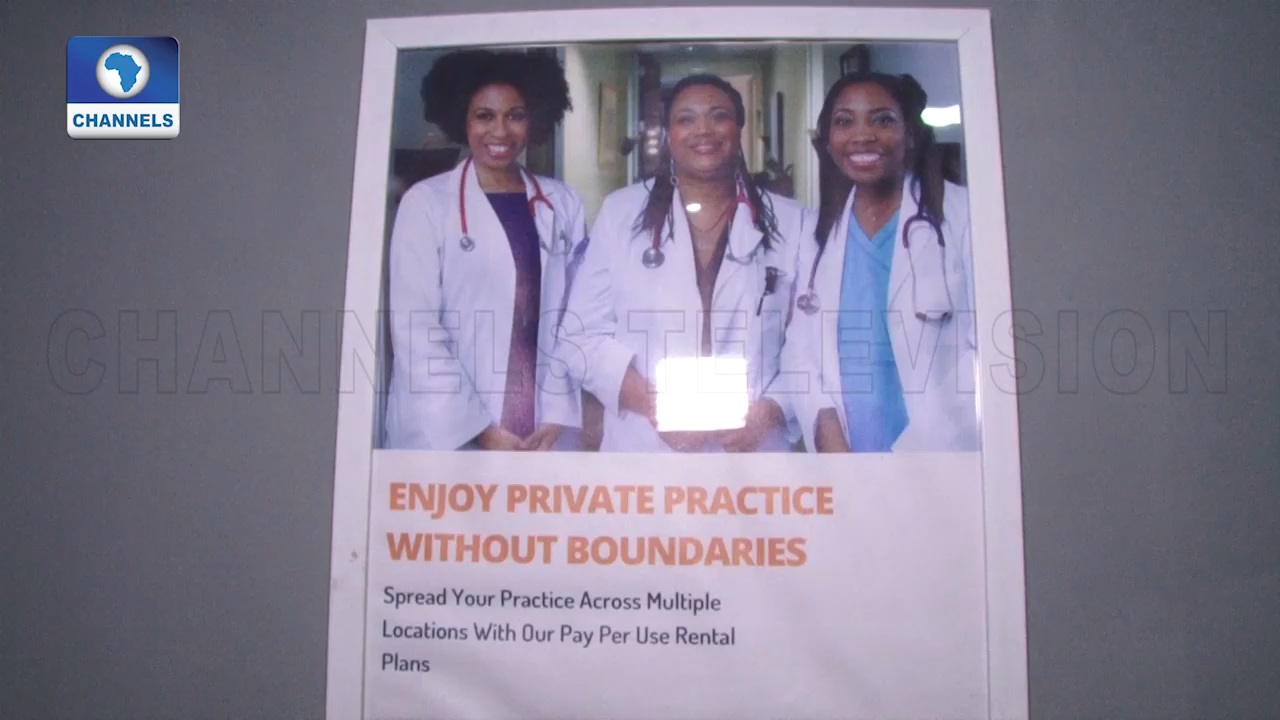 CHANNELS
CHANNELS TELEVISION
ENJOY PRIVATE PRACTICE
WITHOUT BOUNDARIES
Spread Your Practice Across Multiple
Locations With Our Pay Per Use Rental
Plans